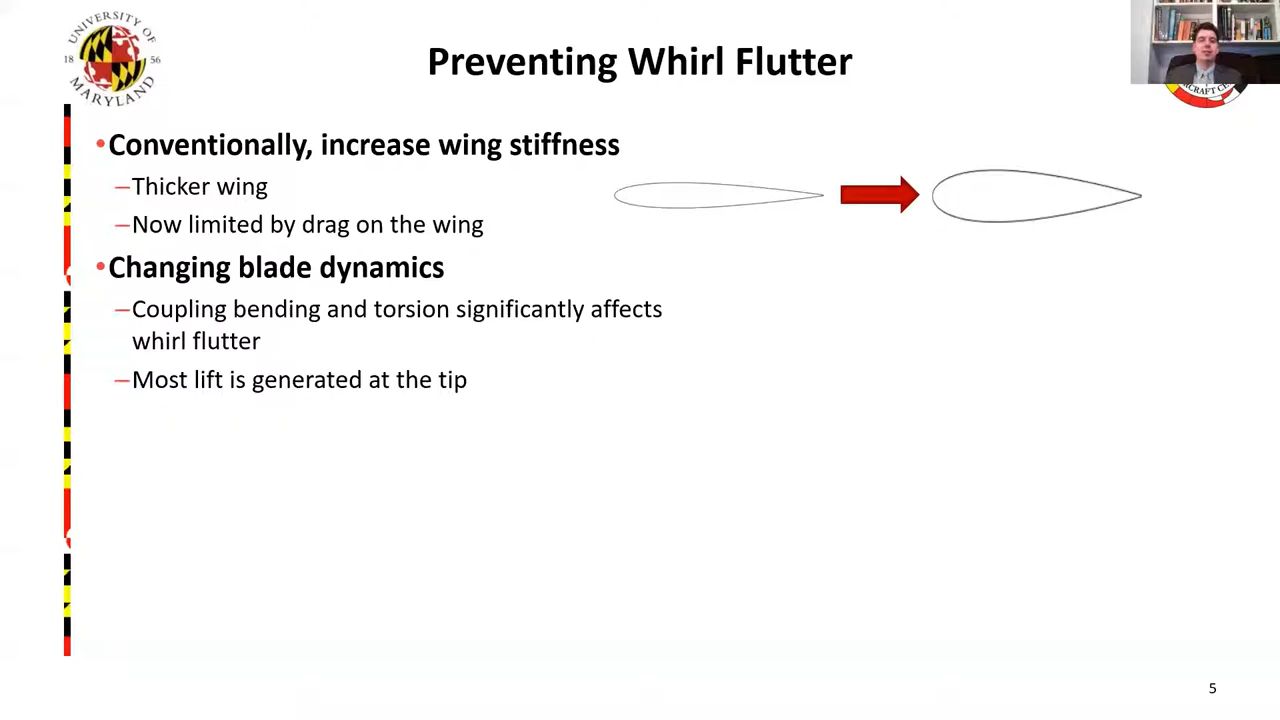 UNIVERSITY OF
18 56
MARYLAND
Preventing Whirl Flutter
•Conventionally, increase wing stiffness
–Thicker wing
–Now limited by drag on the wing
•Changing blade dynamics
–Coupling bending and torsion significantly affects
whirl flutter
–Most lift is generated at the tip
5